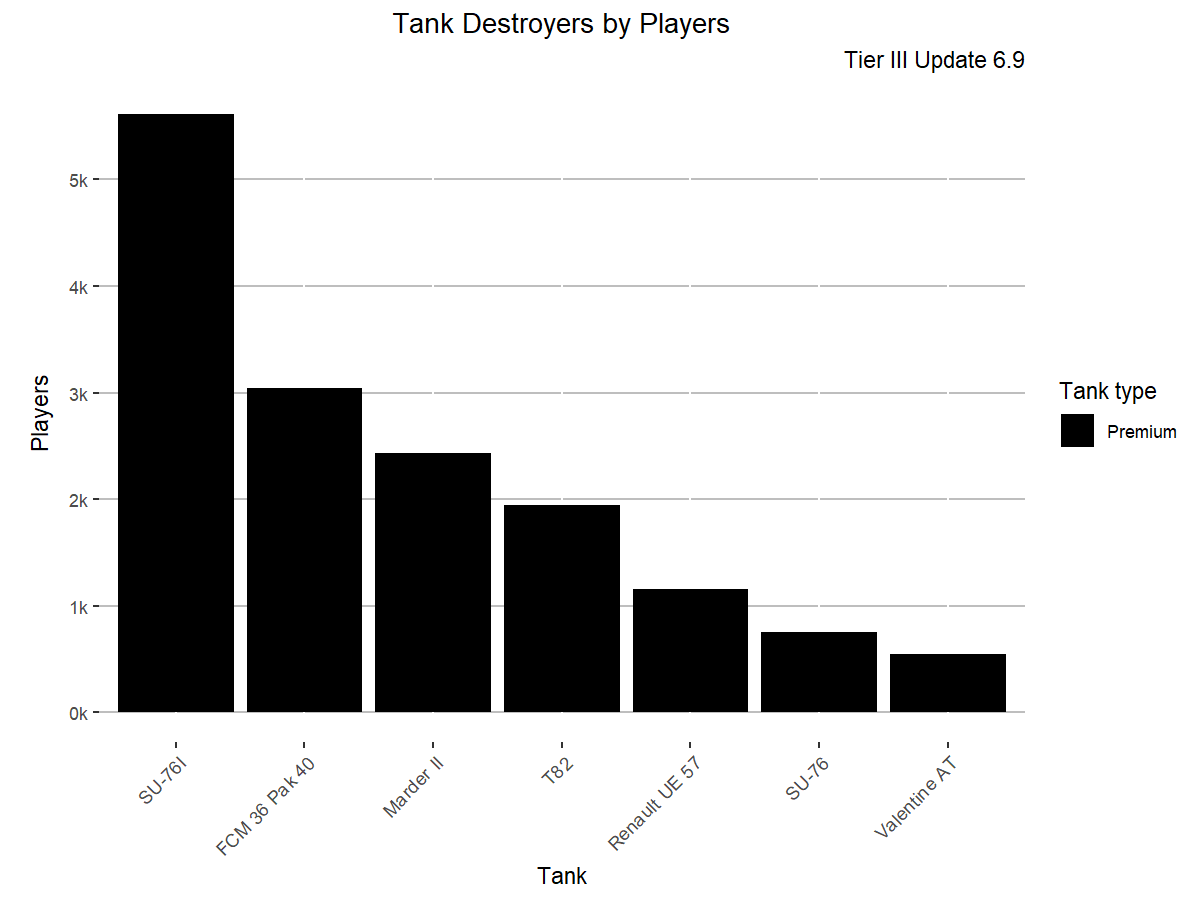 Tank Destroyers by Players
Tier III Update 6.9
Players
5k
4k
3k
2k
1k
0k
SU-76I
FCM 36 Pak 40
Marder II
T82
Renault UE 57
SU-76
Valentine AT
Tank
Tank type
Premium